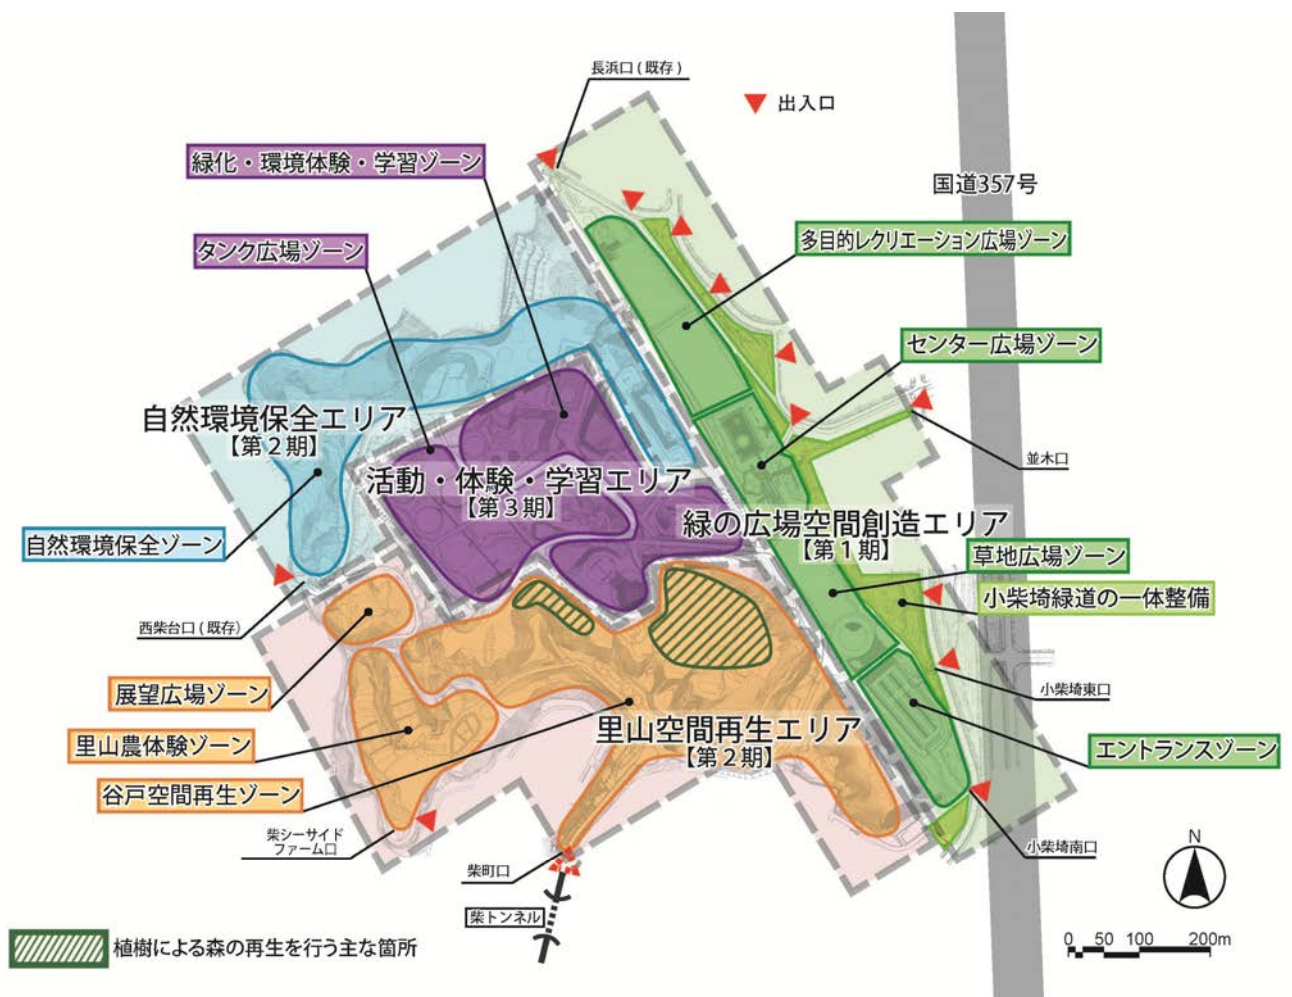 長浜口(既存)
出入口
緑化・環境体験・学習ゾーン
国道357号
タンク広場ゾーン
多目的レクリエーション広場ゾーン
センター広場ゾーン
自然環境保全エリア
【第2期】
並木口
活動・体験・学習エリア
【第3期】
緑の広場空間創造エリア
【第1期】
自然環境保全ゾーン
草地広場ゾーン
小柴埼緑道の一体整備
西柴台口(既存)
小柴埼東口
展望広場ゾーン
里山空間再生エリア
【第2期】
里山農体験ゾーン
エントランスゾーン
谷戸空間再生ゾーン
柴シーサイド
ファーム口
小柴埼南口
柴町口
柴トンネル
N
植樹による森の再生を行う主な箇所
0 50 100 200m